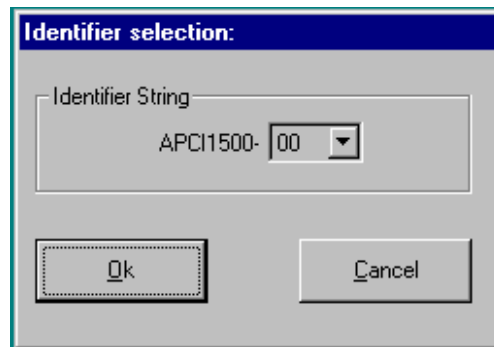 Identifier selection:
Identifier String
APCI1500- 00
Ok Cancel